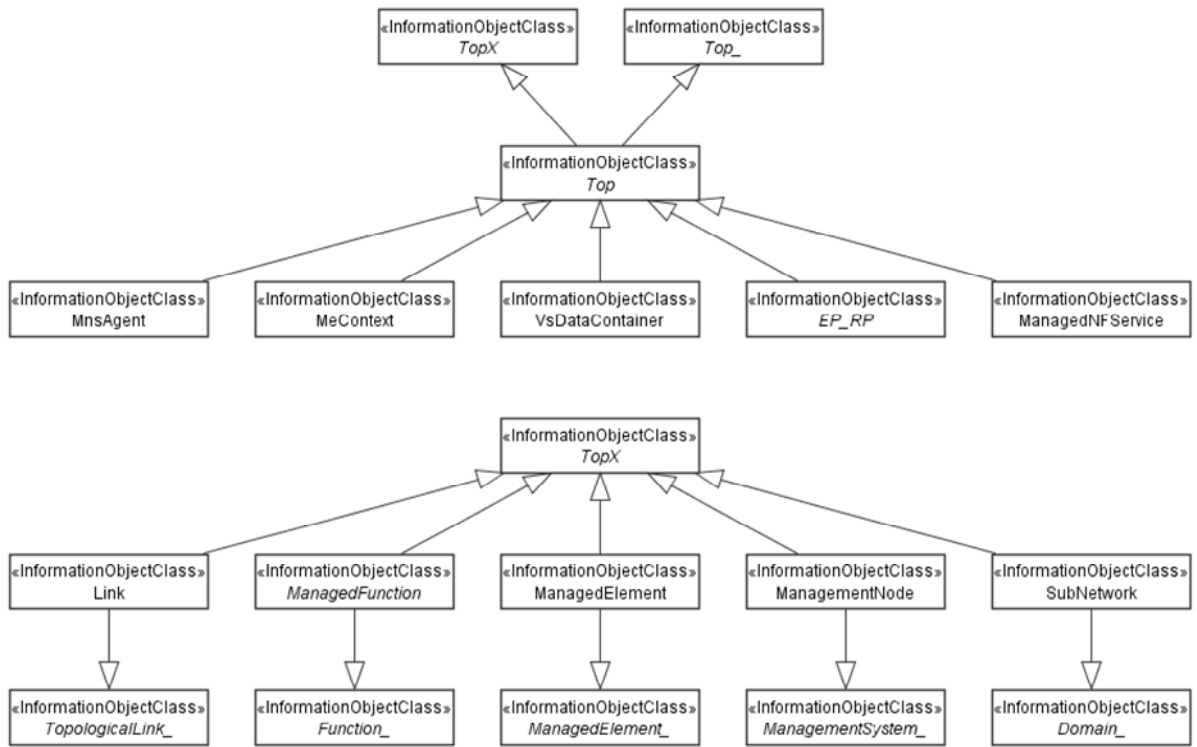 «InformationObjectClass»
TopX
«InformationObjectClass»
Top_
«InformationObjectClass»
Top
«InformationObjectClass»
MnsAgent
«InformationObjectClass»
MeContext
«InformationObjectClass»
VsDataContainer
«InformationObjectClass»
EP_RP
«InformationObjectClass»
ManagedNFService
«InformationObjectClass»
TopX
«InformationObjectClass»
Link
«InformationObjectClass»
ManagedFunction
«InformationObjectClass»
ManagedElement
«InformationObjectClass»
ManagementNode
«InformationObjectClass»
SubNetwork
«InformationObjectClass»
TopologicalLink_
«InformationObjectClass»
Function_
«InformationObjectClass»
ManagedElement_
«InformationObjectClass»
ManagementSystem_
«InformationObjectClass»
Domain_